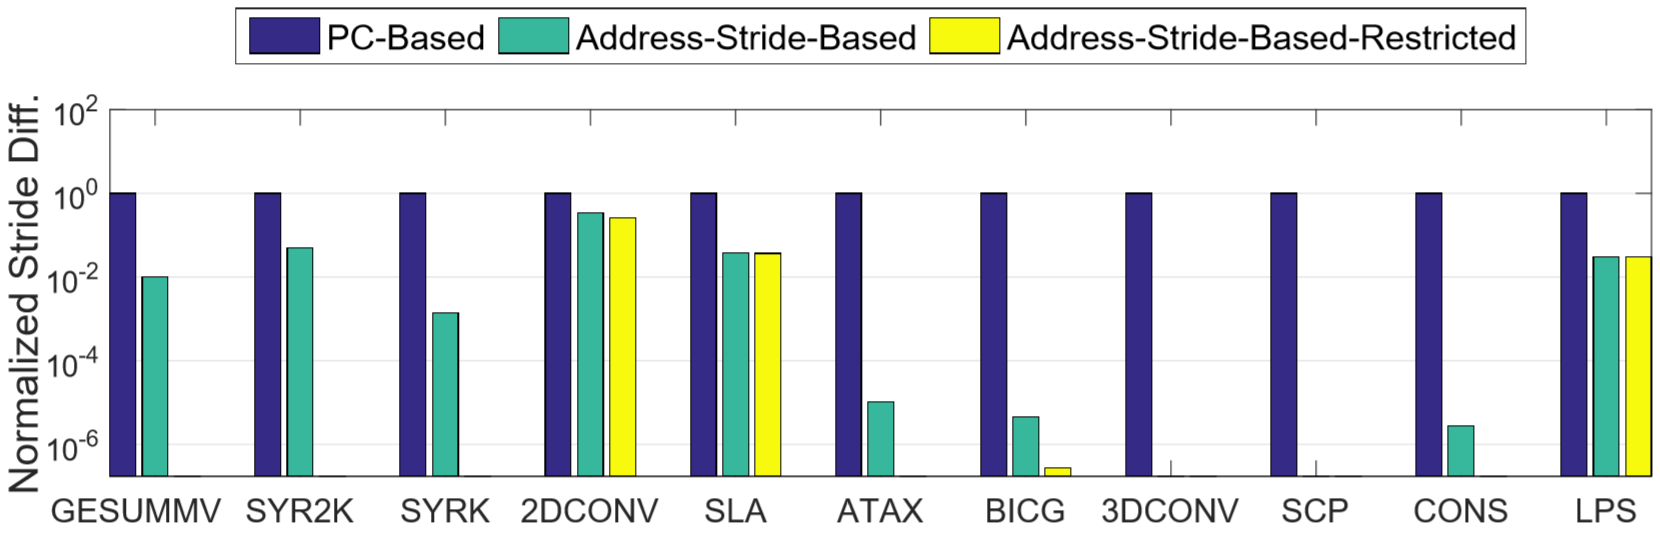 PC-Based Address-Stride-Based Address-Stride-Based-Restricted
Normalized Stride Diff.
10^2
10^0
10^-2
10^-4
10^-6
GESUMMV SYR2K SYRK 2DCONV SLA ATAX BICG 3DCONV SCP CONS LPS